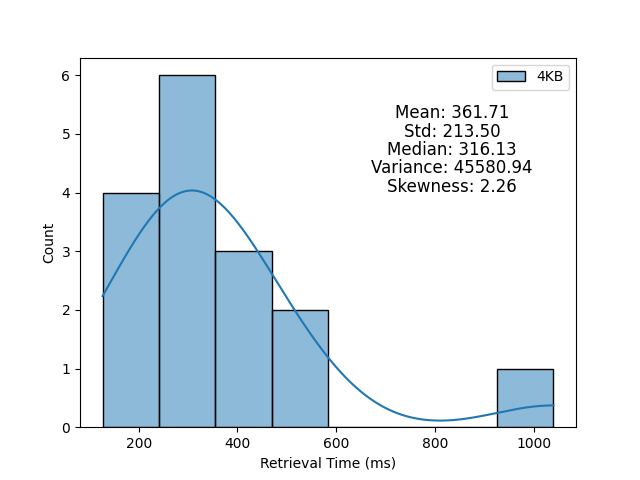 4KB
Mean: 361.71
Std: 213.50
Median: 316.13
Variance: 45580.94
Skewness: 2.26
Count
6
5
4
3
2
1
0
200 400 600 800 1000
Retrieval Time (ms)